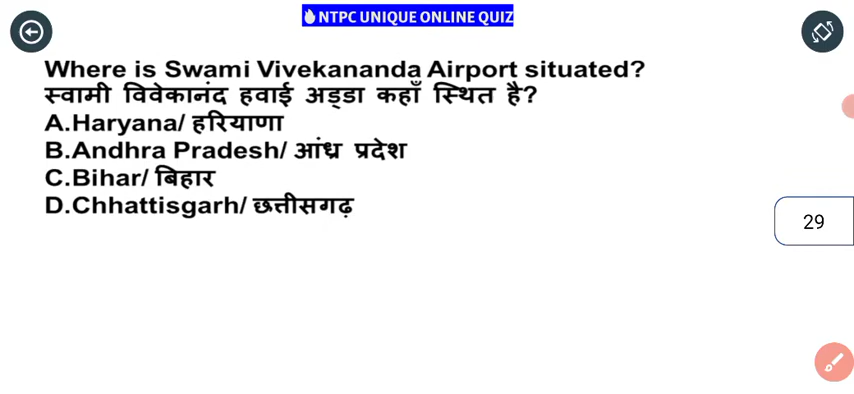 🔥 NTPC UNIQUE ONLINE QUIZ
Where is Swami Vivekananda Airport situated?
स्वामी विवेकानंद हवाई अड्डा कहाँ स्थित है?
A.Haryana/ हरियाणा
B.Andhra Pradesh/ आंध्र प्रदेश
C.Bihar/ बिहार
D.Chhattisgarh/ छत्तीसगढ़
29